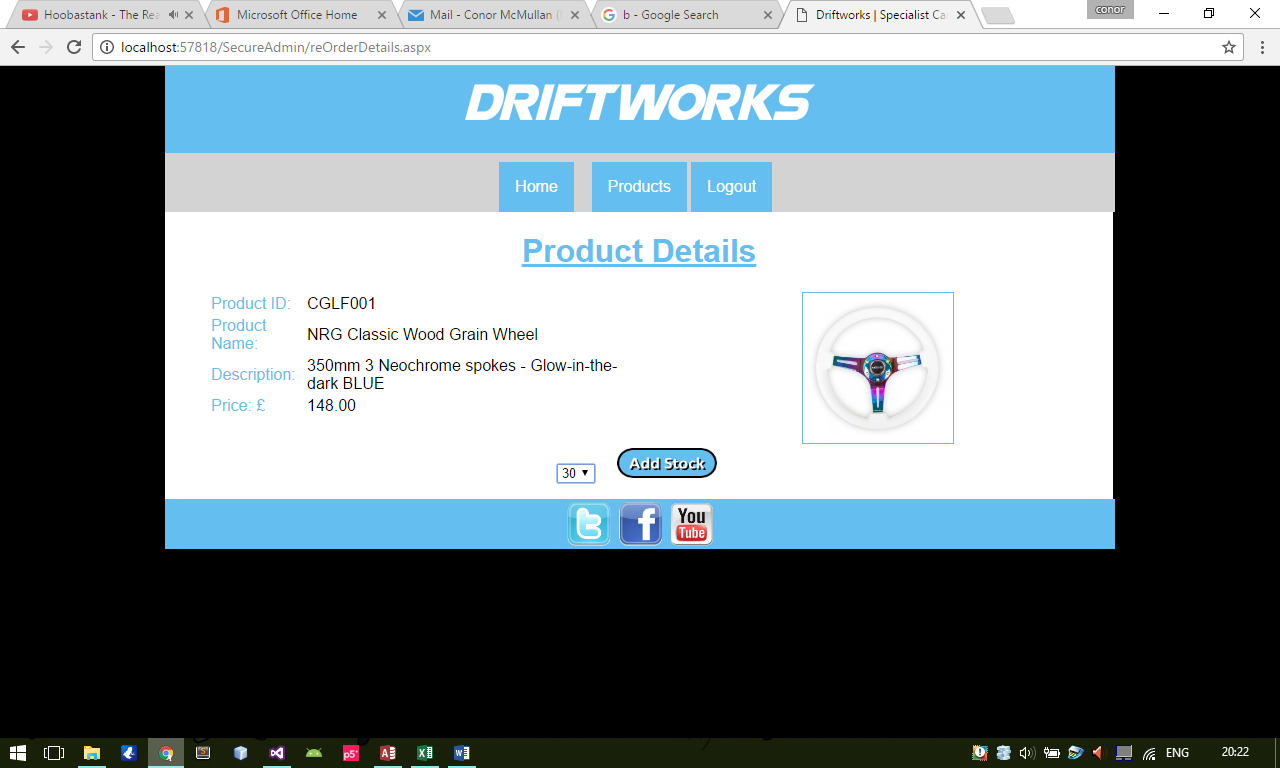 Hoobastank - The Rea
Microsoft Office Home
Mail - Conor McMullan (
b - Google Search
Driftworks | Specialist Ca
conor
localhost:57818/SecureAdmin/reOrderDetails.aspx
DRIFTWORKS
Home Products Logout
Product Details
Product ID: CGLF001
Product
Name:
NRG Classic Wood Grain Wheel
Description:
350mm 3 Neochrome spokes - Glow-in-the-
dark BLUE
Price: £ 148.00
30
Add Stock
You
Tube
p5*
ENG
20:22